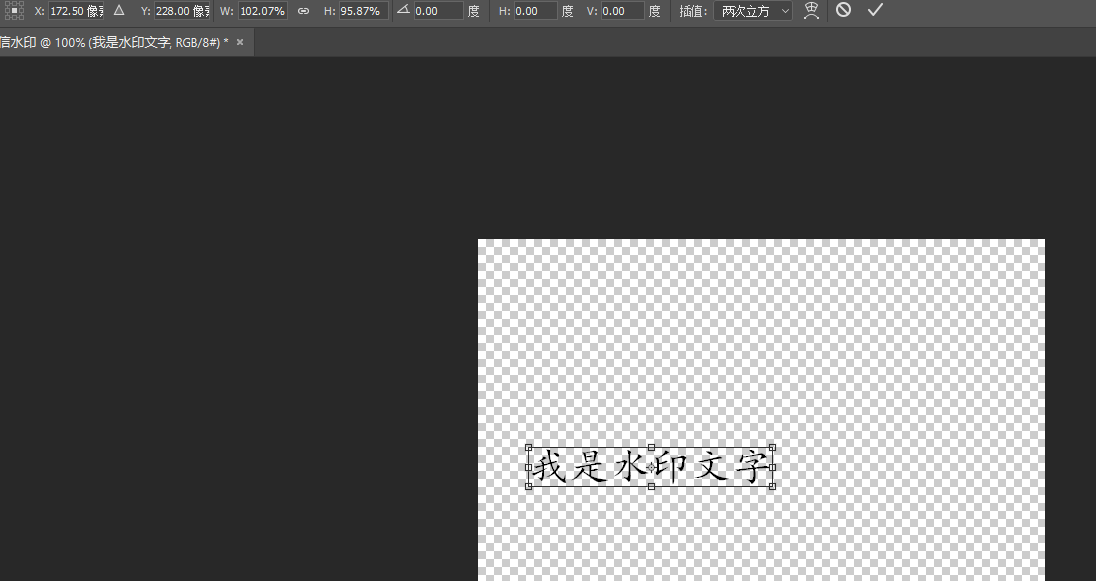 X: 172.50 像 Y: 228.00 像 W: 102.07% H: 95.87% 0.00 度 H: 0.00 度 V: 0.00 度 插值: 两次立方
信水印 @ 100% (我是水印文字, RGB/8#) * ×
我是水印文字